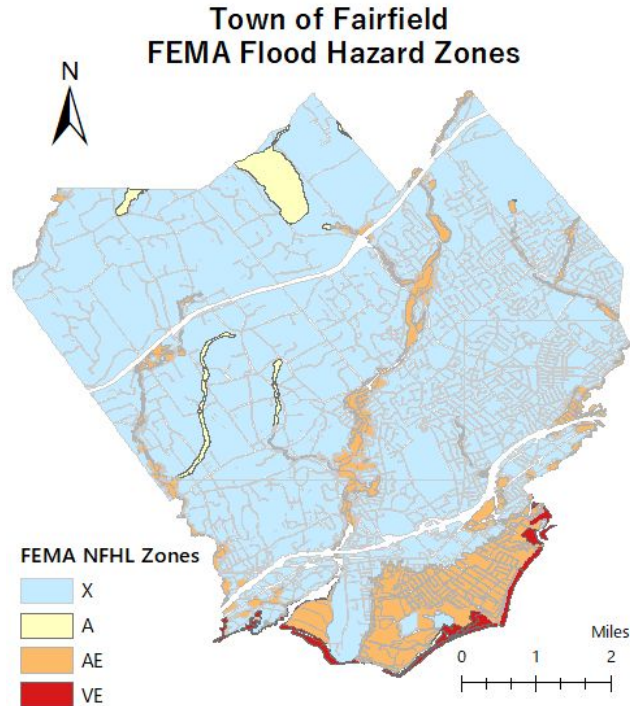 Town of Fairfield
FEMA Flood Hazard Zones
N
FEMA NFHL Zones
X
A
AE
VE
Miles
0 1 2